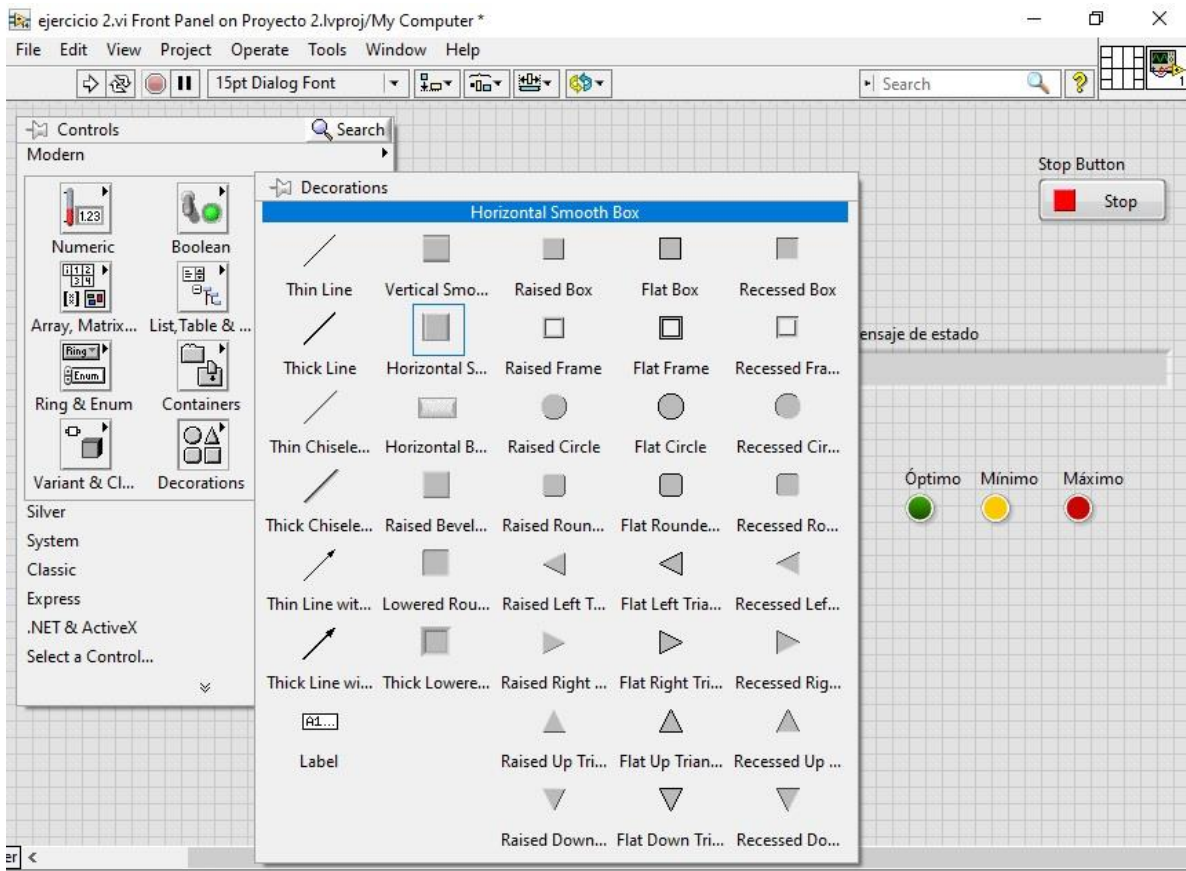 ejercicio 2.vi Front Panel on Proyecto 2.lvproj/My Computer *
File Edit View Project Operate Tools Window Help
15pt Dialog Font
Search
1
Controls
Search
Modern
1.23
Numeric
Boolean
Array, Matrix...
List, Table & ...
Ring
Enum
Ring & Enum
Containers
Variant & Cl...
Decorations
Silver
System
Classic
Express
.NET & ActiveX
Select a Control...
Decorations
Horizontal Smooth Box
Thin Line Vertical Smo... Raised Box Flat Box Recessed Box
Thick Line Horizontal S... Raised Frame Flat Frame Recessed Fra...
Thin Chisele... Horizontal B... Raised Circle Flat Circle Recessed Cir...
Thick Chisele... Raised Bevel... Raised Roun... Flat Rounde... Recessed Ro...
Thin Line wit... Lowered Rou... Raised Left T... Flat Left Tria... Recessed Lef...
Thick Line wi... Thick Lowere... Raised Right ... Flat Right Tri... Recessed Rig...
A1...
Label Raised Up Tri... Flat Up Trian... Recessed Up ...
Raised Down... Flat Down Tri... Recessed Do...
Stop Button
Stop
ensaje de estado
Óptimo Mínimo Máximo
er